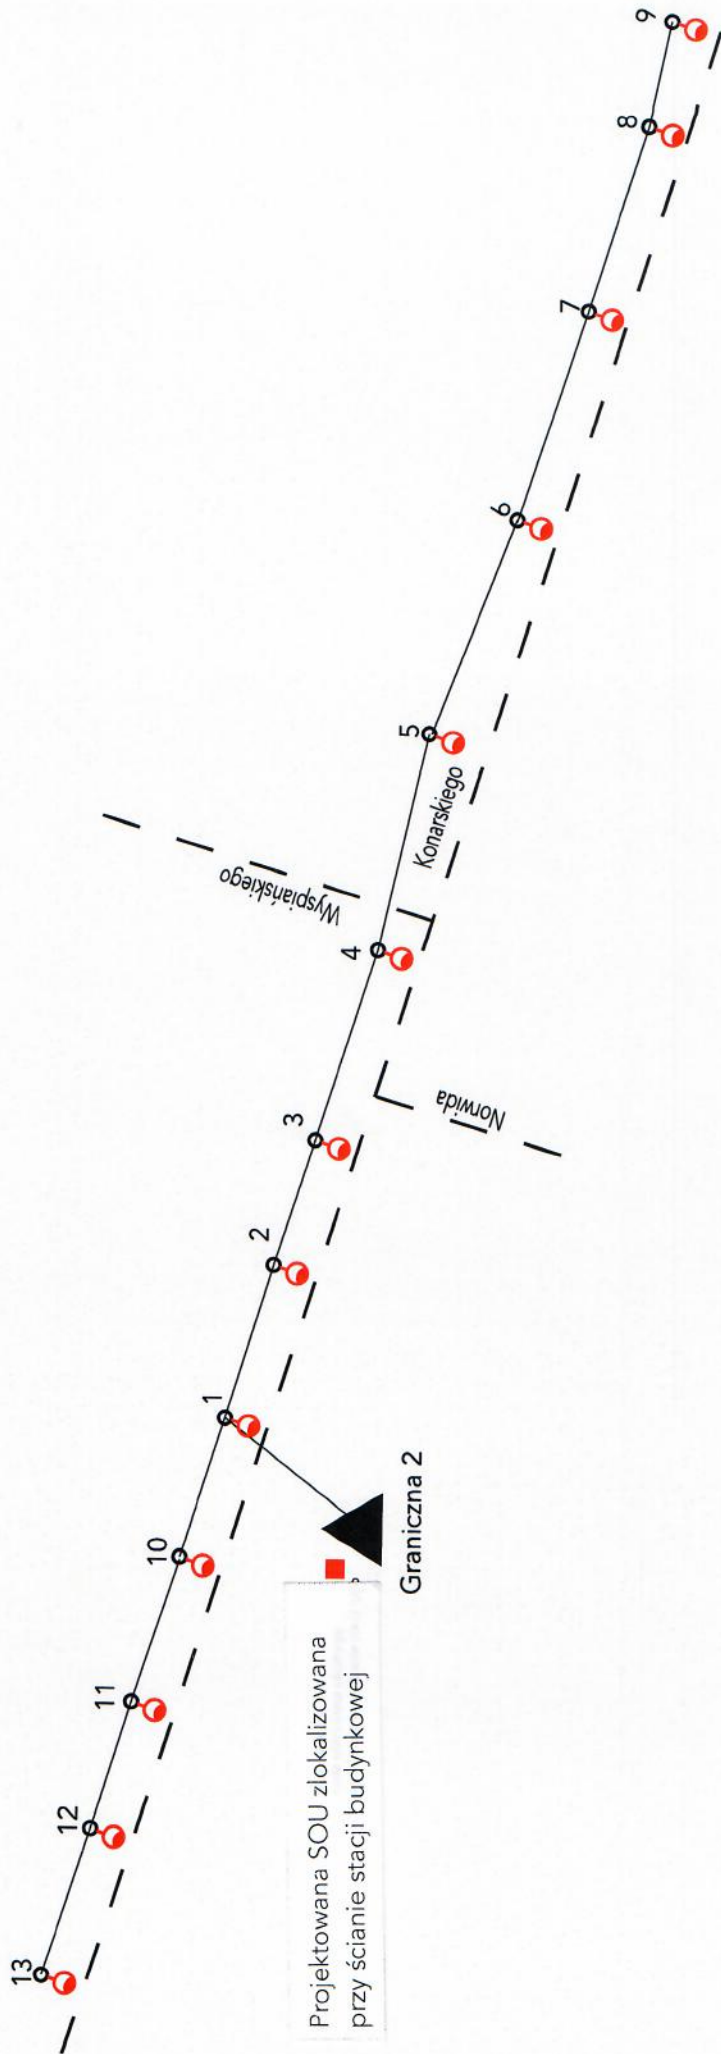 13
12
11
10
1
2
3
4
5
6
7
8
9
Wyspiańskiego
Konarskiego
Norwida
Graniczna 2
Projektowana SOU zlokalizowana
przy ścianie stacji budynkowej